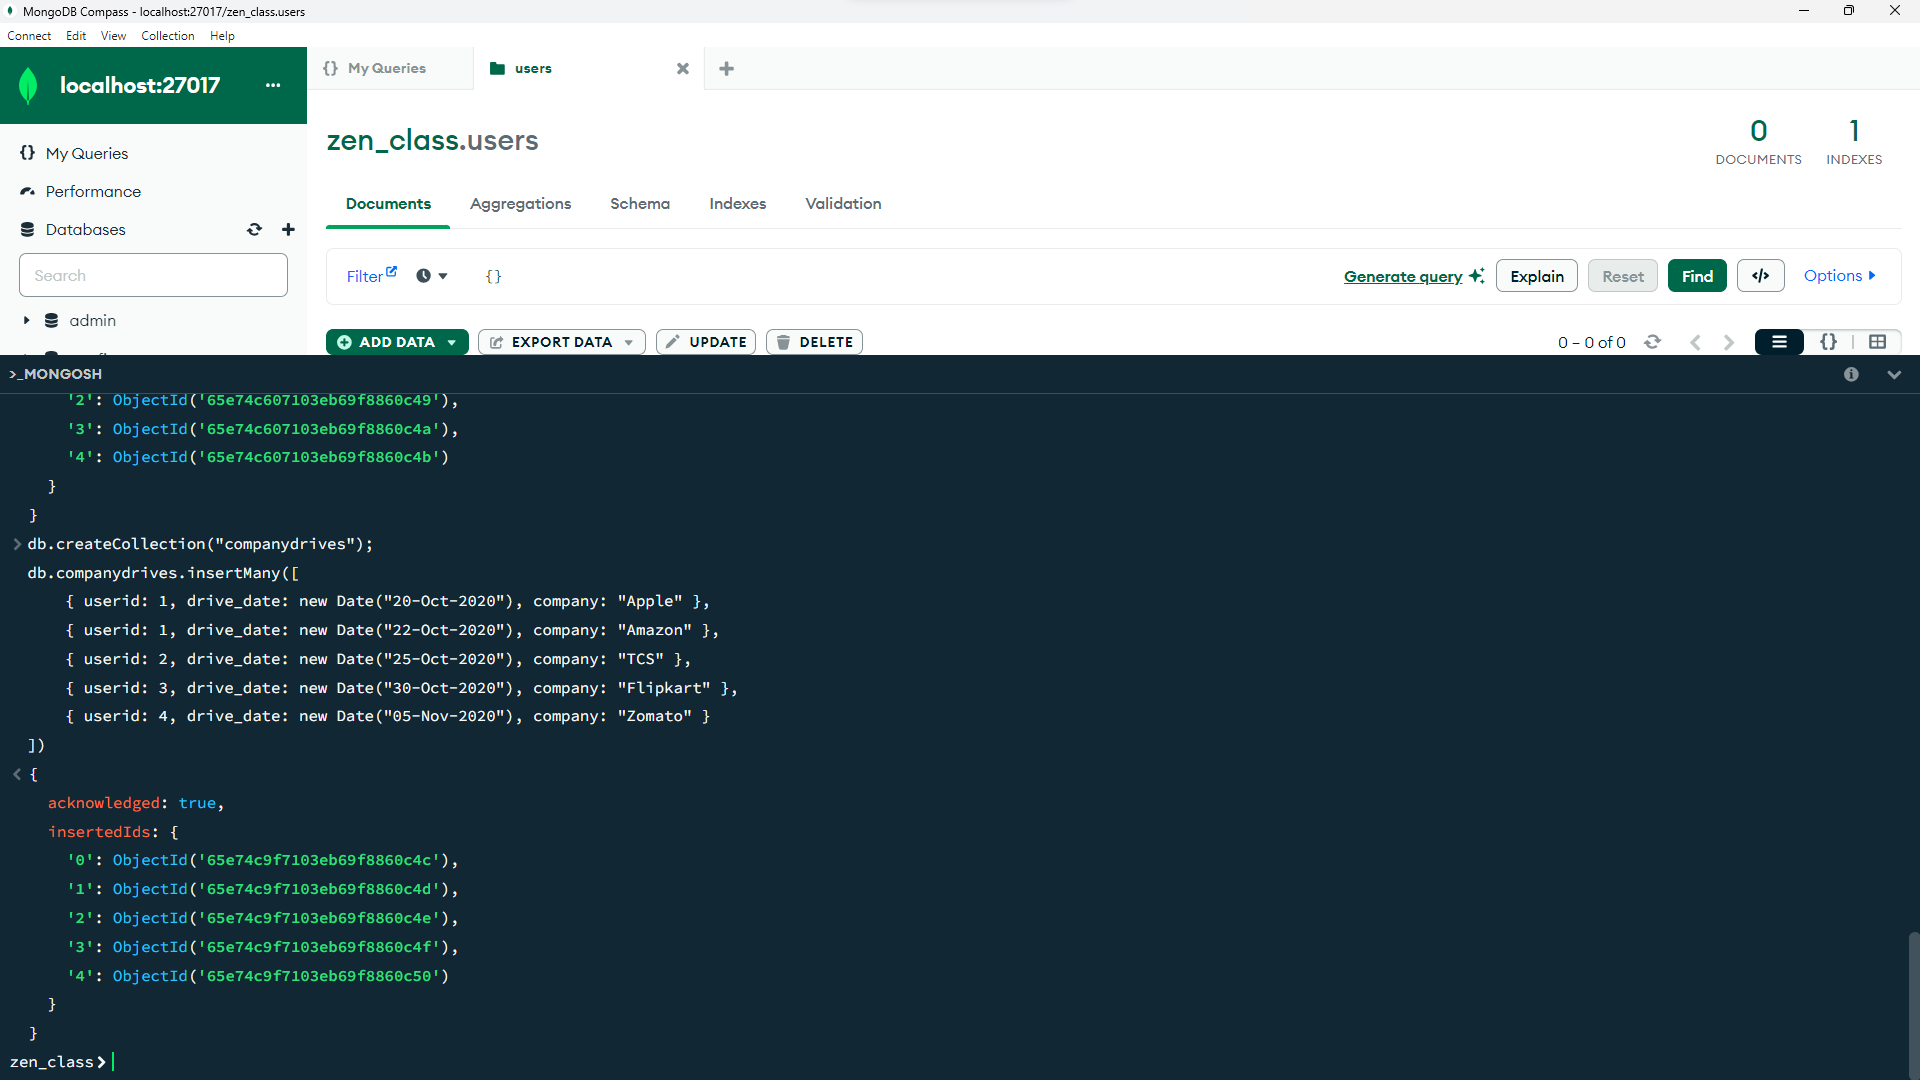 MongoDB Compass - localhost:27017/zen_class.users
Connect Edit View Collection Help
localhost:27017 ...
{} My Queries
users
zen_class.users
0
DOCUMENTS
1
INDEXES
{} My Queries
Performance
Databases
Search
admin
Documents Aggregations Schema Indexes Validation
Filter {} Generate query Explain Reset Find </> Options
ADD DATA EXPORT DATA UPDATE DELETE 0 – 0 of 0 {}
>_MONGOSH
'2': ObjectId('65e74c607103eb69f8860c49'),
'3': ObjectId('65e74c607103eb69f8860c4a'),
'4': ObjectId('65e74c607103eb69f8860c4b')
}
}
> db.createCollection("companydrives");
db.companydrives.insertMany([
{ userid: 1, drive_date: new Date("20-Oct-2020"), company: "Apple" },
{ userid: 1, drive_date: new Date("22-Oct-2020"), company: "Amazon" },
{ userid: 2, drive_date: new Date("25-Oct-2020"), company: "TCS" },
{ userid: 3, drive_date: new Date("30-Oct-2020"), company: "Flipkart" },
{ userid: 4, drive_date: new Date("05-Nov-2020"), company: "Zomato" }
])
< {
acknowledged: true,
insertedIds: {
'0': ObjectId('65e74c9f7103eb69f8860c4c'),
'1': ObjectId('65e74c9f7103eb69f8860c4d'),
'2': ObjectId('65e74c9f7103eb69f8860c4e'),
'3': ObjectId('65e74c9f7103eb69f8860c4f'),
'4': ObjectId('65e74c9f7103eb69f8860c50')
}
}
zen_class>